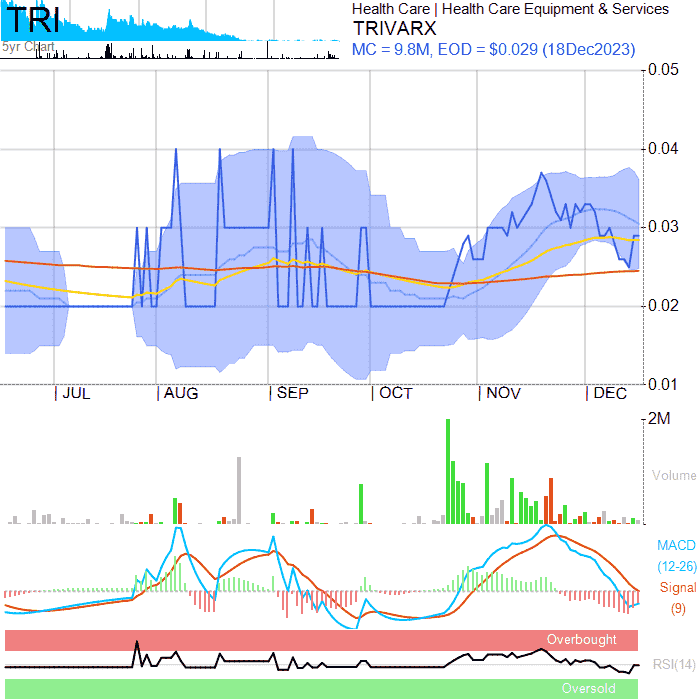 TRI
5yr Chart
Health Care | Health Care Equipment & Services
TRIVARX
MC = 9.8M, EOD = $0.029 (18Dec2023)
0.05
0.04
0.03
0.02
0.01
JUL AUG SEP OCT NOV DEC
2M
Volume
MACD
(12-26)
Signal
(9)
Overbought
RSI(14)
Oversold